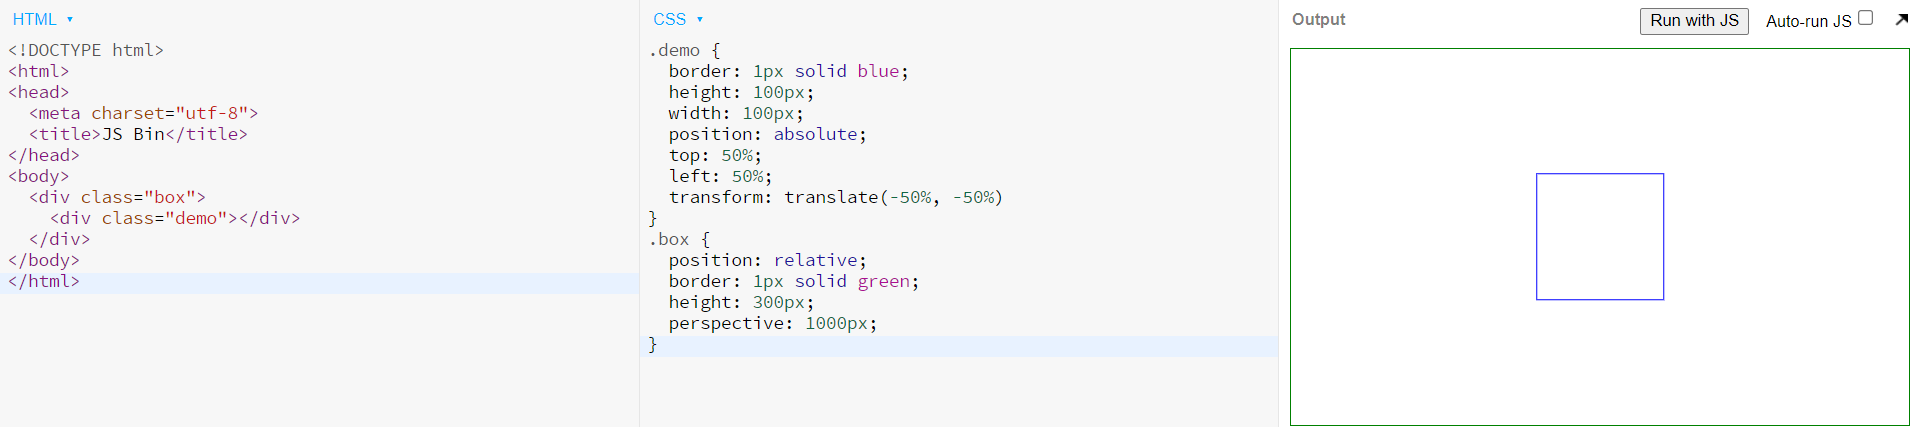 HTML ▾
<!DOCTYPE html>
<html>
<head>
  <meta charset="utf-8">
  <title>JS Bin</title>
</head>
<body>
  <div class="box">
    <div class="demo"></div>
  </div>
</body>
</html>
CSS ▾
.demo {
  border: 1px solid blue;
  height: 100px;
  width: 100px;
  position: absolute;
  top: 50%;
  left: 50%;
  transform: translate(-50%, -50%)
}
.box {
  position: relative;
  border: 1px solid green;
  height: 300px;
  perspective: 1000px;
}
Output
Run with JS
Auto-run JS